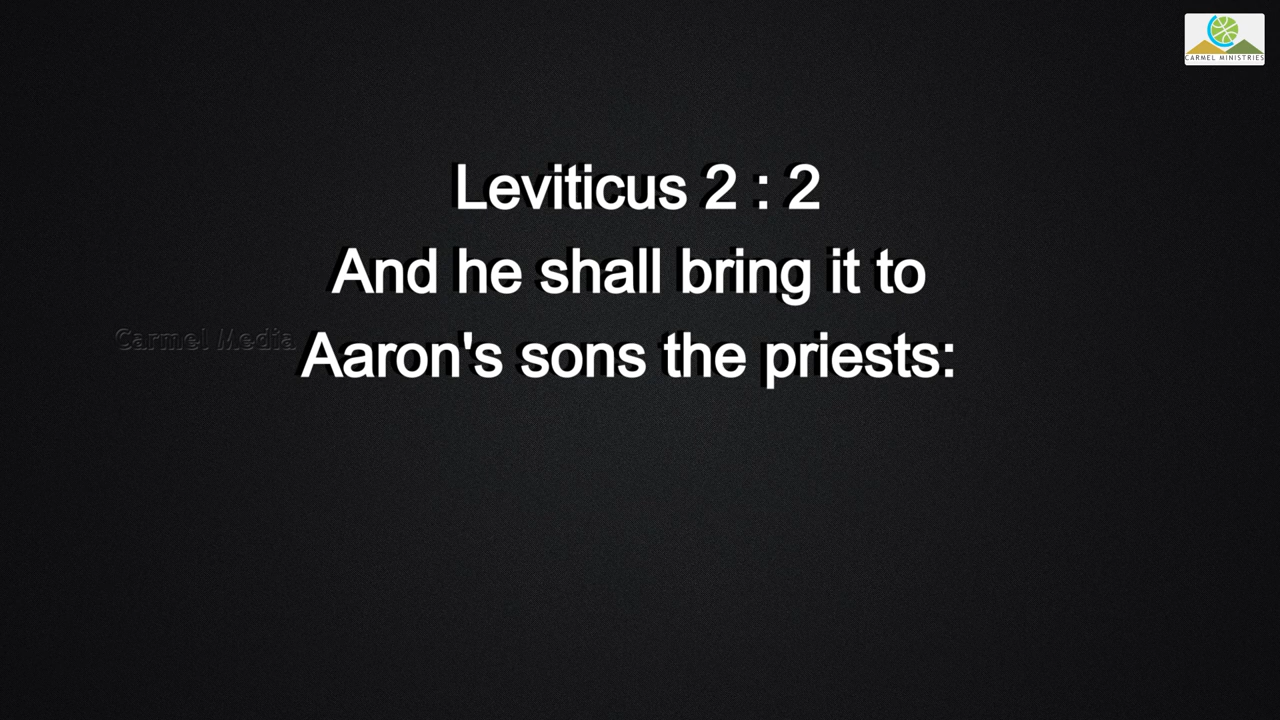 CARMEL MINISTRIES
Leviticus 2 : 2
And he shall bring it to
Carmel Media
Aaron's sons the priests: